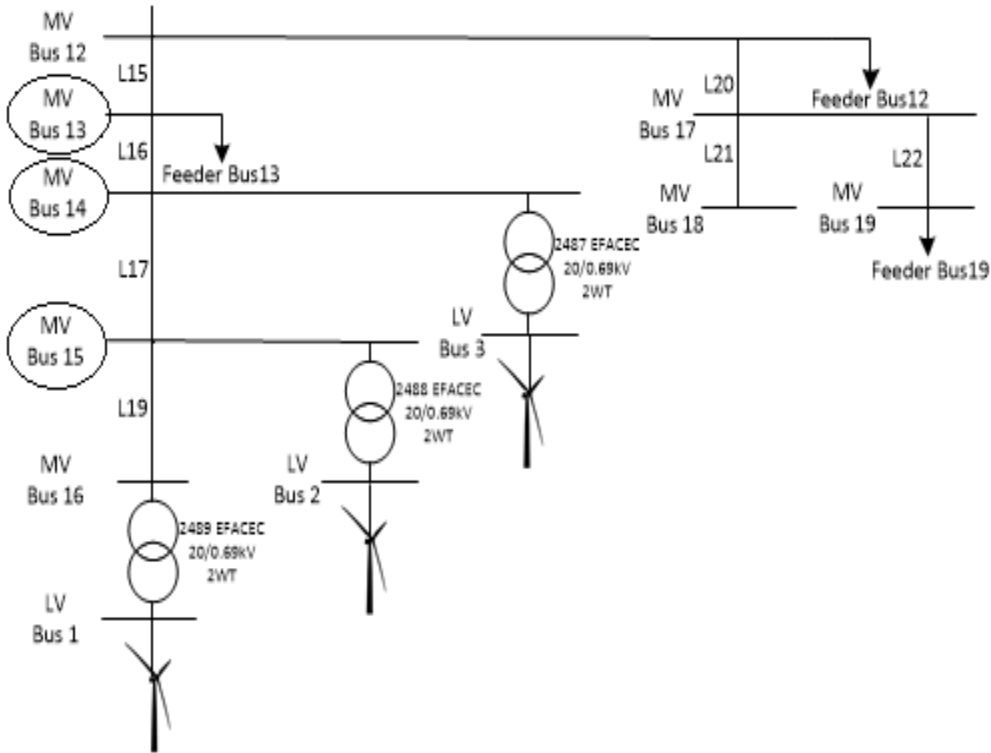 MV
Bus 12
L15
MV
Bus 13
L16
Feeder Bus13
MV
Bus 14
L17
MV
Bus 15
L19
MV
Bus 16
2489 EFACEC
20/0.69kV
2WT
LV
Bus 1
2488 EFACEC
20/0.69kV
2WT
LV
Bus 2
2487 EFACEC
20/0.69kV
2WT
LV
Bus 3
L20
Feeder Bus12
MV
Bus 17
L21
L22
MV
Bus 18
MV
Bus 19
Feeder Bus19